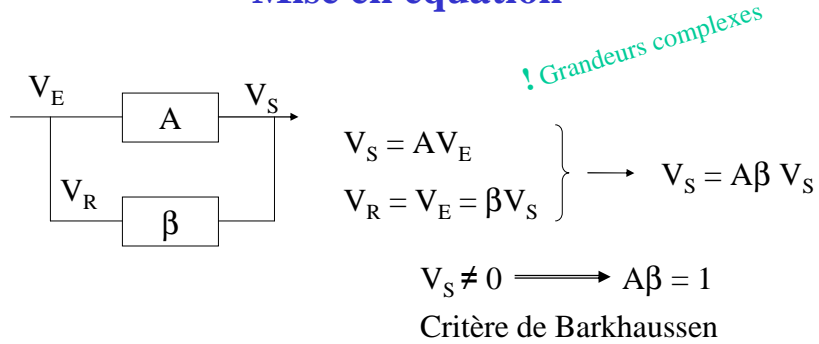 Mise en équation
! Grandeurs complexes
V_E
V_S
A
V_R
β
V_S = AV_E
V_R = V_E = βV_S
V_S = Aβ V_S
V_S ≠ 0 ⟹ Aβ = 1
Critère de Barkhaussen